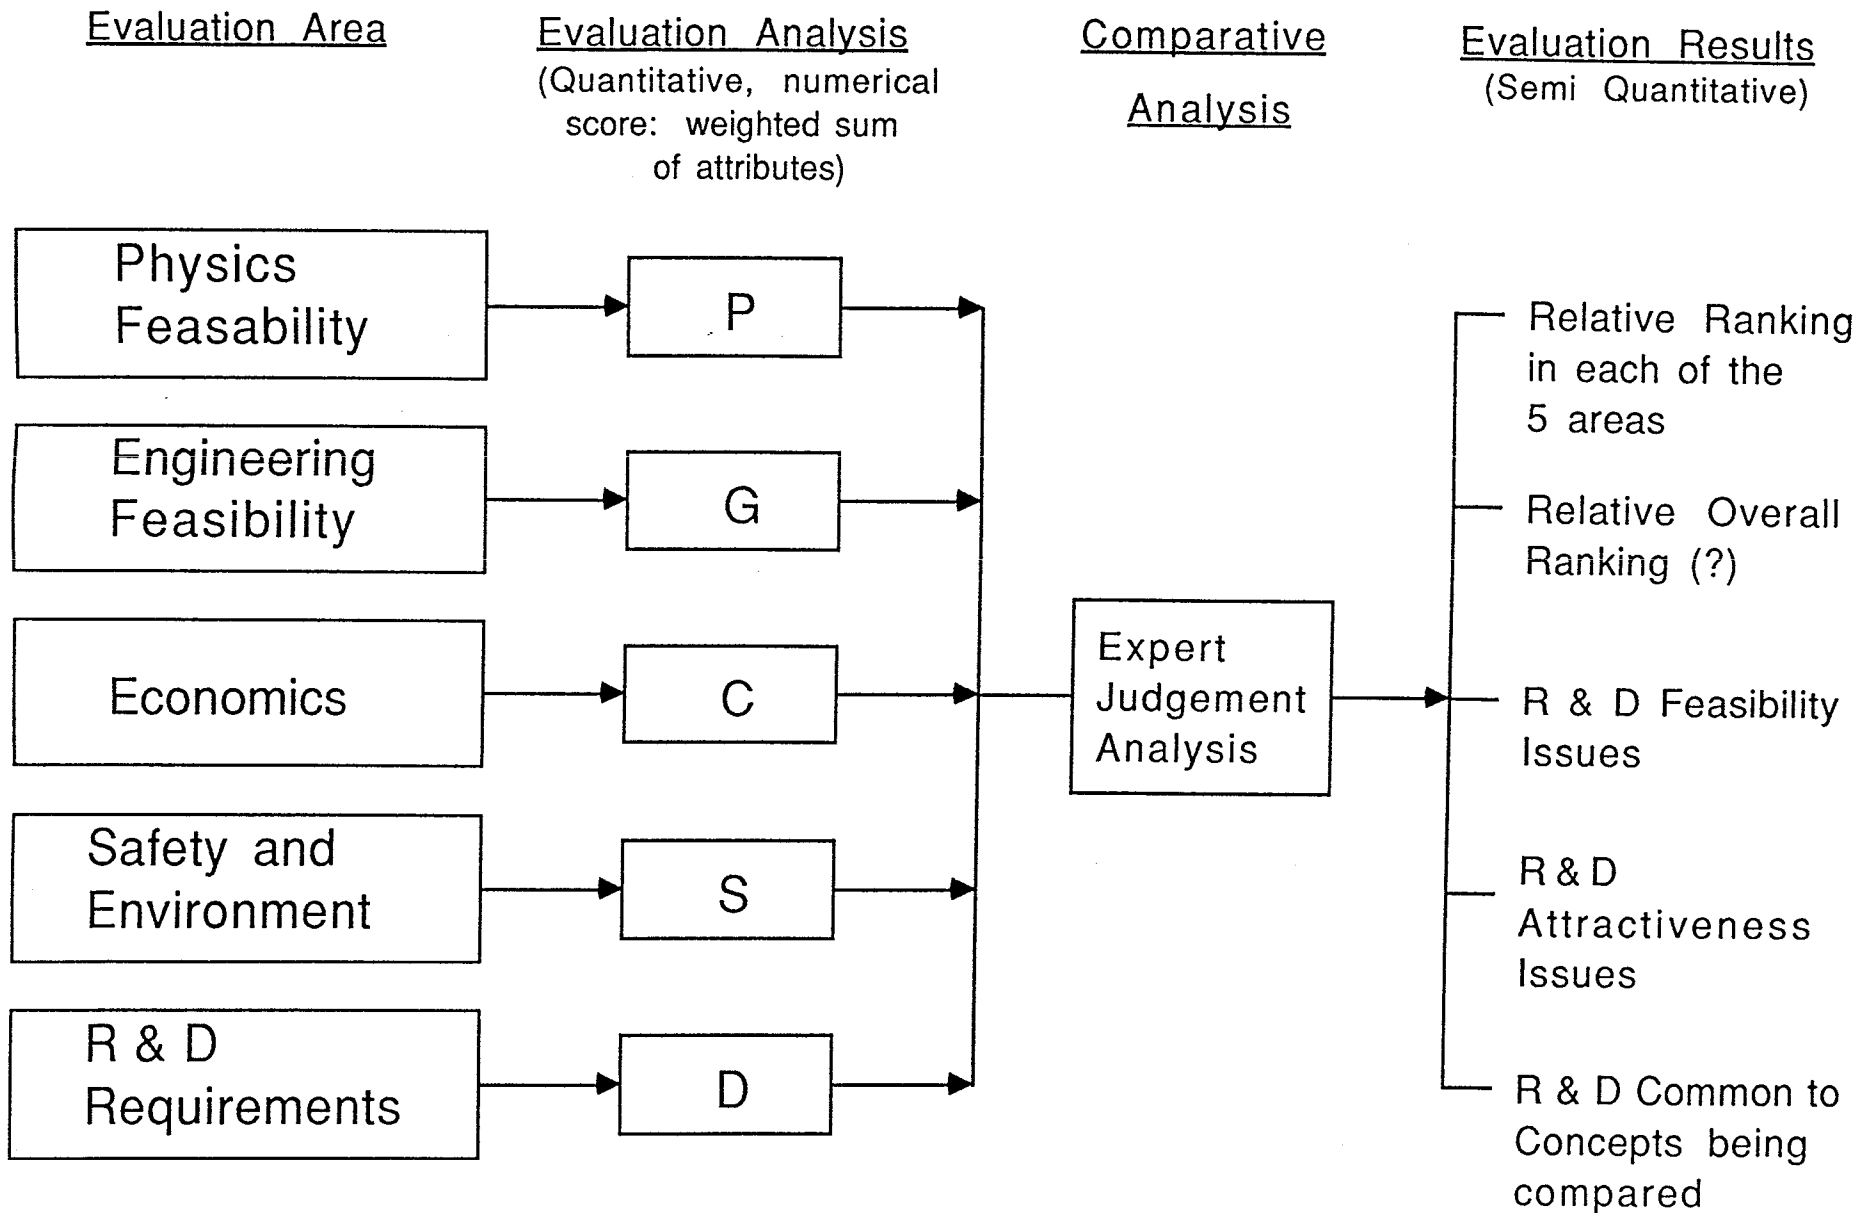 Evaluation Area
Evaluation Analysis
(Quantitative, numerical
score: weighted sum
of attributes)
Comparative
Analysis
Evaluation Results
(Semi Quantitative)
Physics
Feasability
P
Engineering
Feasibility
G
Economics
C
Safety and
Environment
S
R & D
Requirements
D
Expert
Judgement
Analysis
Relative Ranking
in each of the
5 areas
Relative Overall
Ranking (?)
R & D Feasibility
Issues
R & D
Attractiveness
Issues
R & D Common to
Concepts being
compared